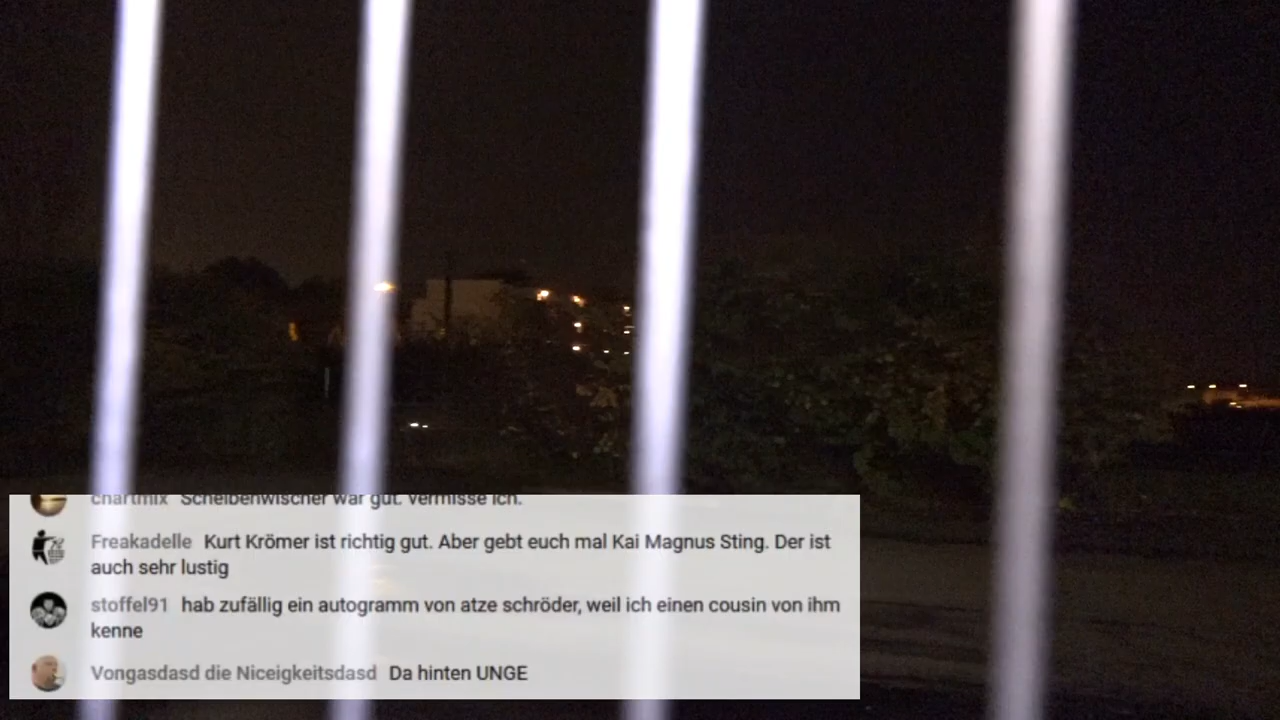 chartmix Scheibenwischer war gut. Vermisse ich.
Freakadelle Kurt Krömer ist richtig gut. Aber gebt euch mal Kai Magnus Sting. Der ist
auch sehr lustig
stoffel91 hab zufällig ein autogramm von atze schröder, weil ich einen cousin von ihm
kenne
Vongasdasd die Niceigkeitsdasd Da hinten UNGE